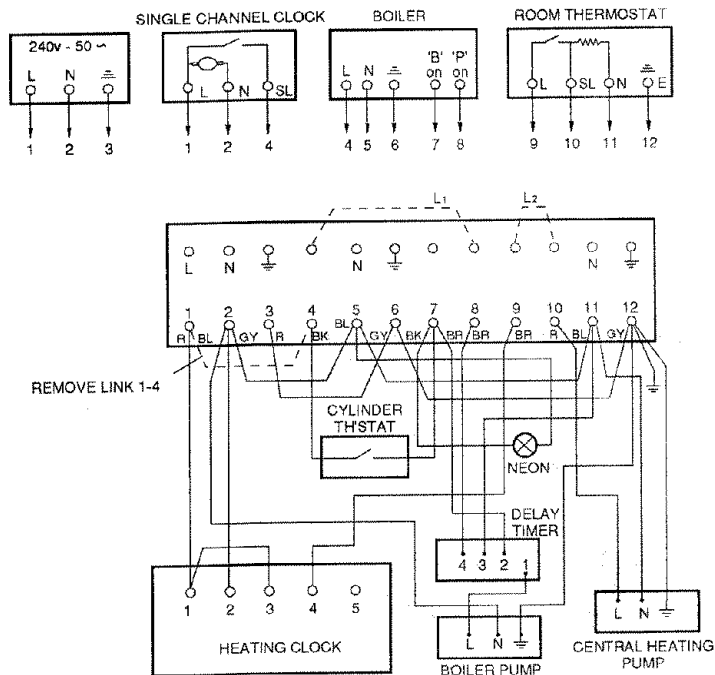 SINGLE CHANNEL CLOCK BOILER ROOM THERMOSTAT
240v - 50 ~
L N
L N SL
L N 'B' on 'P' on
L SL N E
1 2 3 1 2 4 4 5 6 7 8 9 10 11 12
L1 L2
L N N N
1 2 3 4 5 6 7 8 9 10 11 12
R BL GY R BK BL GY BK BR BR BR R BL GY
REMOVE LINK 1-4
CYLINDER
TH'STAT
NEON
DELAY
TIMER
4 3 2 1
1 2 3 4 5
HEATING CLOCK
L N
BOILER PUMP
L N
CENTRAL HEATING
PUMP